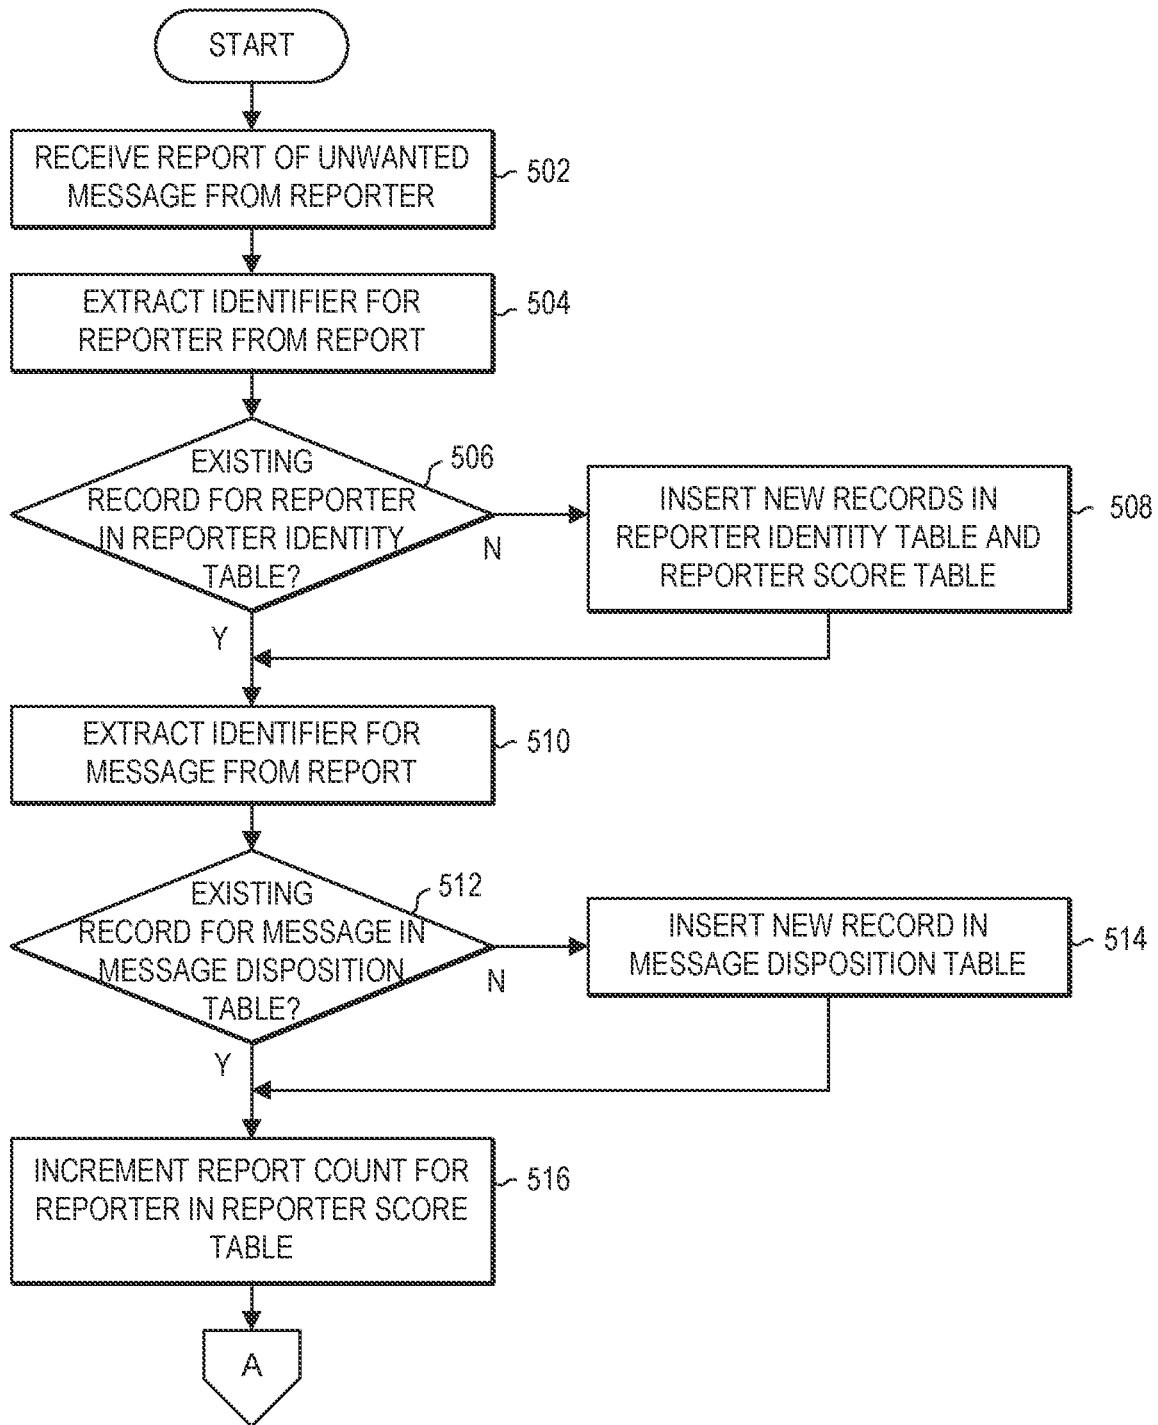 START
RECEIVE REPORT OF UNWANTED
MESSAGE FROM REPORTER
502
EXTRACT IDENTIFIER FOR
REPORTER FROM REPORT
504
EXISTING
RECORD FOR REPORTER
IN REPORTER IDENTITY
TABLE?
506
N
INSERT NEW RECORDS IN
REPORTER IDENTITY TABLE AND
REPORTER SCORE TABLE
508
Y
EXTRACT IDENTIFIER FOR
MESSAGE FROM REPORT
510
EXISTING
RECORD FOR MESSAGE IN
MESSAGE DISPOSITION
TABLE?
512
N
INSERT NEW RECORD IN
MESSAGE DISPOSITION TABLE
514
Y
INCREMENT REPORT COUNT FOR
REPORTER IN REPORTER SCORE
TABLE
516
A